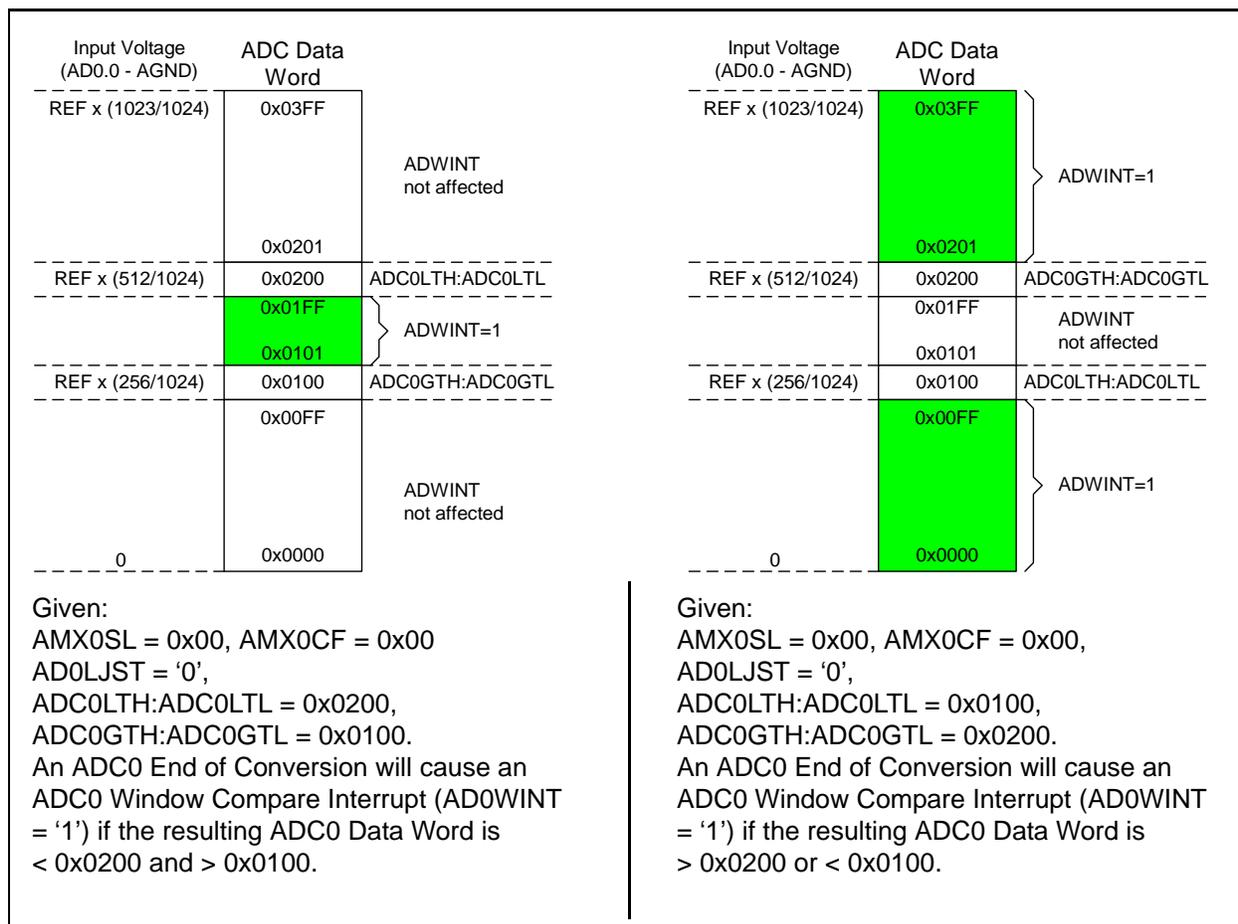 Input Voltage
(AD0.0 - AGND)
ADC Data
Word
REF x (1023/1024)
0x03FF
ADWINT
not affected
0x0201
REF x (512/1024)
0x0200
ADC0LTH:ADC0LTL
0x01FF
ADWINT=1
0x0101
REF x (256/1024)
0x0100
ADC0GTH:ADC0GTL
0x00FF
ADWINT
not affected
0
0x0000
Given:
AMX0SL = 0x00, AMX0CF = 0x00
AD0LJST = ‘0’,
ADC0LTH:ADC0LTL = 0x0200,
ADC0GTH:ADC0GTL = 0x0100.
An ADC0 End of Conversion will cause an
ADC0 Window Compare Interrupt (AD0WINT
= ‘1’) if the resulting ADC0 Data Word is
< 0x0200 and > 0x0100.
Input Voltage
(AD0.0 - AGND)
ADC Data
Word
REF x (1023/1024)
0x03FF
ADWINT=1
0x0201
REF x (512/1024)
0x0200
ADC0GTH:ADC0GTL
0x01FF
ADWINT
not affected
0x0101
REF x (256/1024)
0x0100
ADC0LTH:ADC0LTL
0x00FF
ADWINT=1
0
0x0000
Given:
AMX0SL = 0x00, AMX0CF = 0x00,
AD0LJST = ‘0’,
ADC0LTH:ADC0LTL = 0x0100,
ADC0GTH:ADC0GTL = 0x0200.
An ADC0 End of Conversion will cause an
ADC0 Window Compare Interrupt (AD0WINT
= ‘1’) if the resulting ADC0 Data Word is
> 0x0200 or < 0x0100.